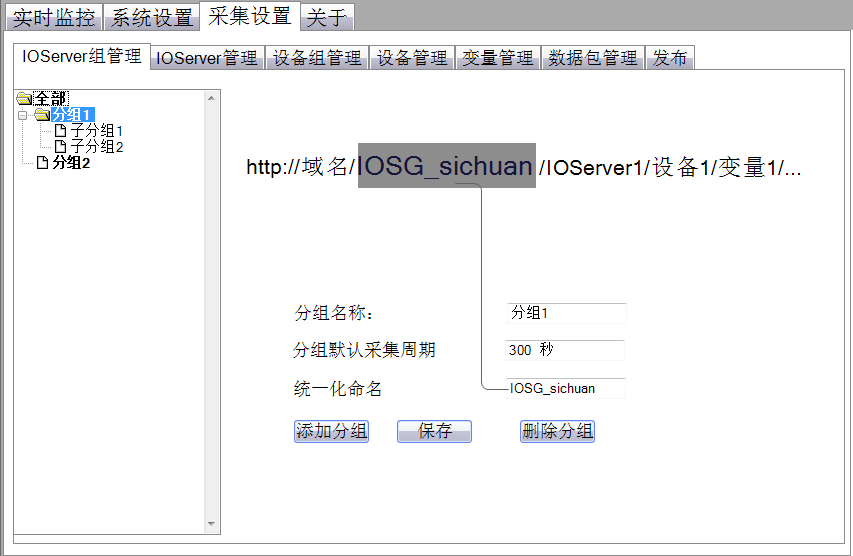 实时监控 系统设置 采集设置 关于
IOServer组管理 IOServer管理 设备组管理 设备管理 变量管理 数据包管理 发布
全部
分组1
子分组1
子分组2
分组2
http://域名/IOSG_sichuan/IOServer1/设备1/变量1/...
分组名称： 分组1
分组默认采集周期 300 秒
统一化命名 IOSG_sichuan
添加分组 保存 删除分组